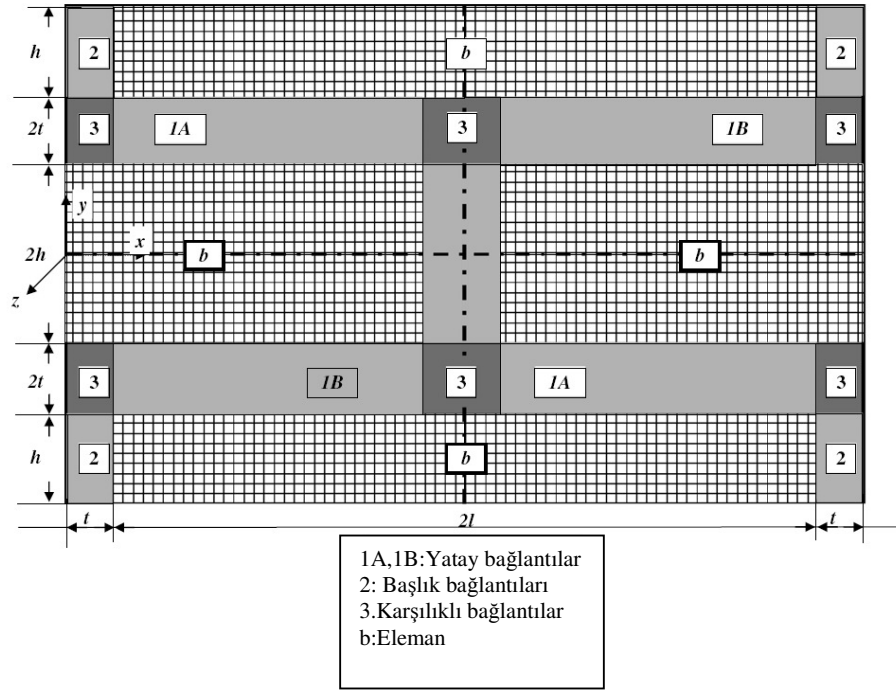 h 2 b 2
2t 3 1A 3 1B 3
y
2h x b b
z
2t 3 1B 3 1A 3
h 2 b 2
t 2l t
1A,1B:Yatay bağlantılar
2: Başlık bağlantıları
3.Karşılıklı bağlantılar
b:Eleman